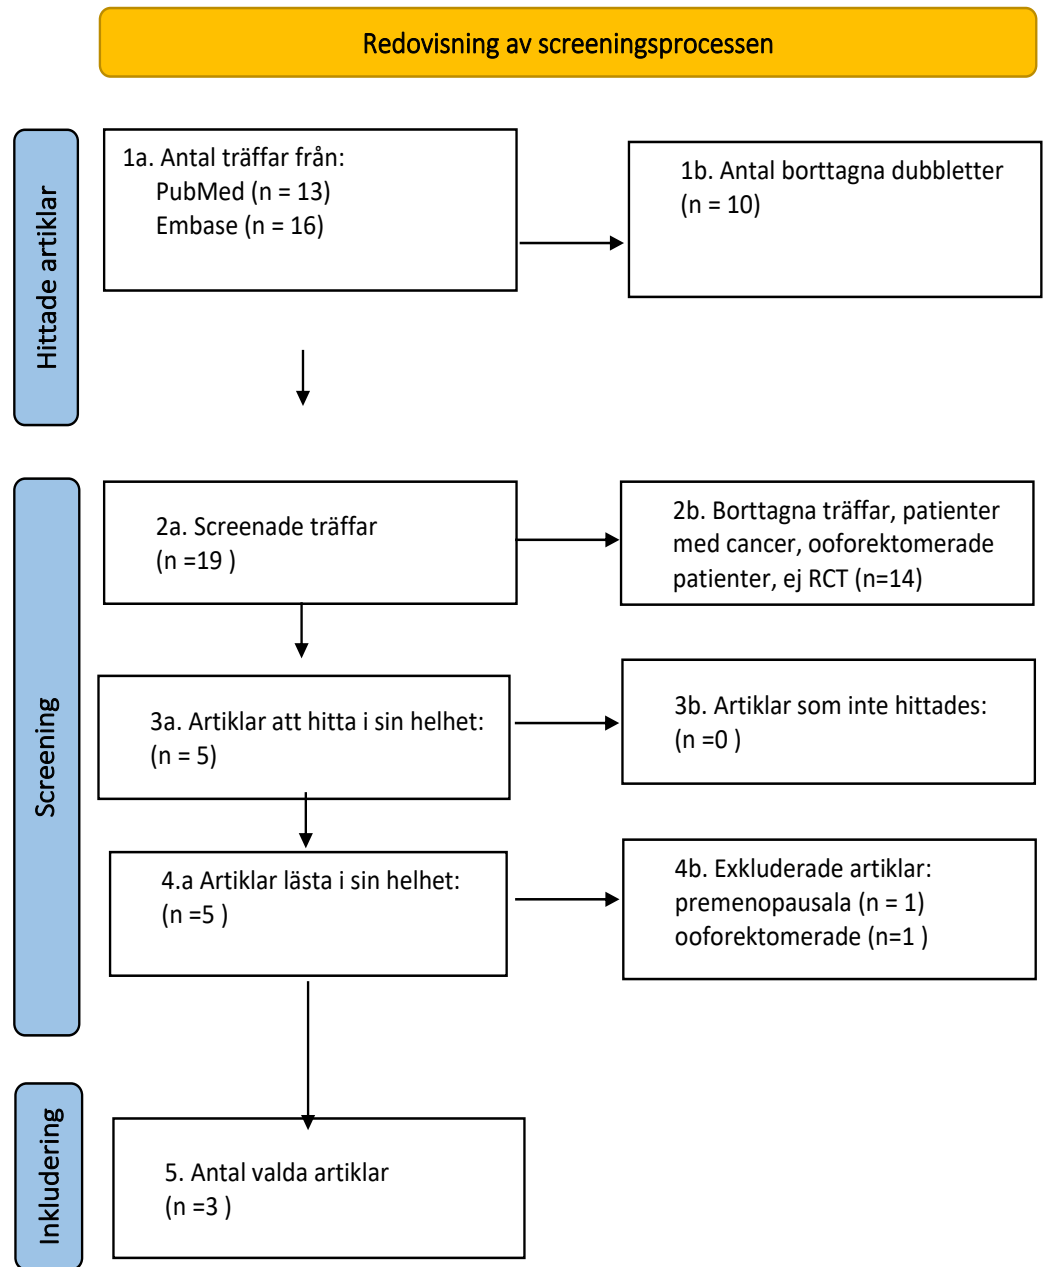 Redovisning av screeningsprocessen
Hittade artiklar
1a. Antal träffar från:
PubMed (n = 13)
Embase (n = 16)
1b. Antal borttagna dubbletter
(n = 10)
Screening
2a. Screenade träffar
(n =19 )
2b. Borttagna träffar, patienter
med cancer, ooforektomerade
patienter, ej RCT (n=14)
3a. Artiklar att hitta i sin helhet:
(n = 5)
3b. Artiklar som inte hittades:
(n =0 )
4.a Artiklar lästa i sin helhet:
(n =5 )
4b. Exkluderade artiklar:
premenopausala (n = 1)
ooforektomerade (n=1 )
Inkludering
5. Antal valda artiklar
(n =3 )